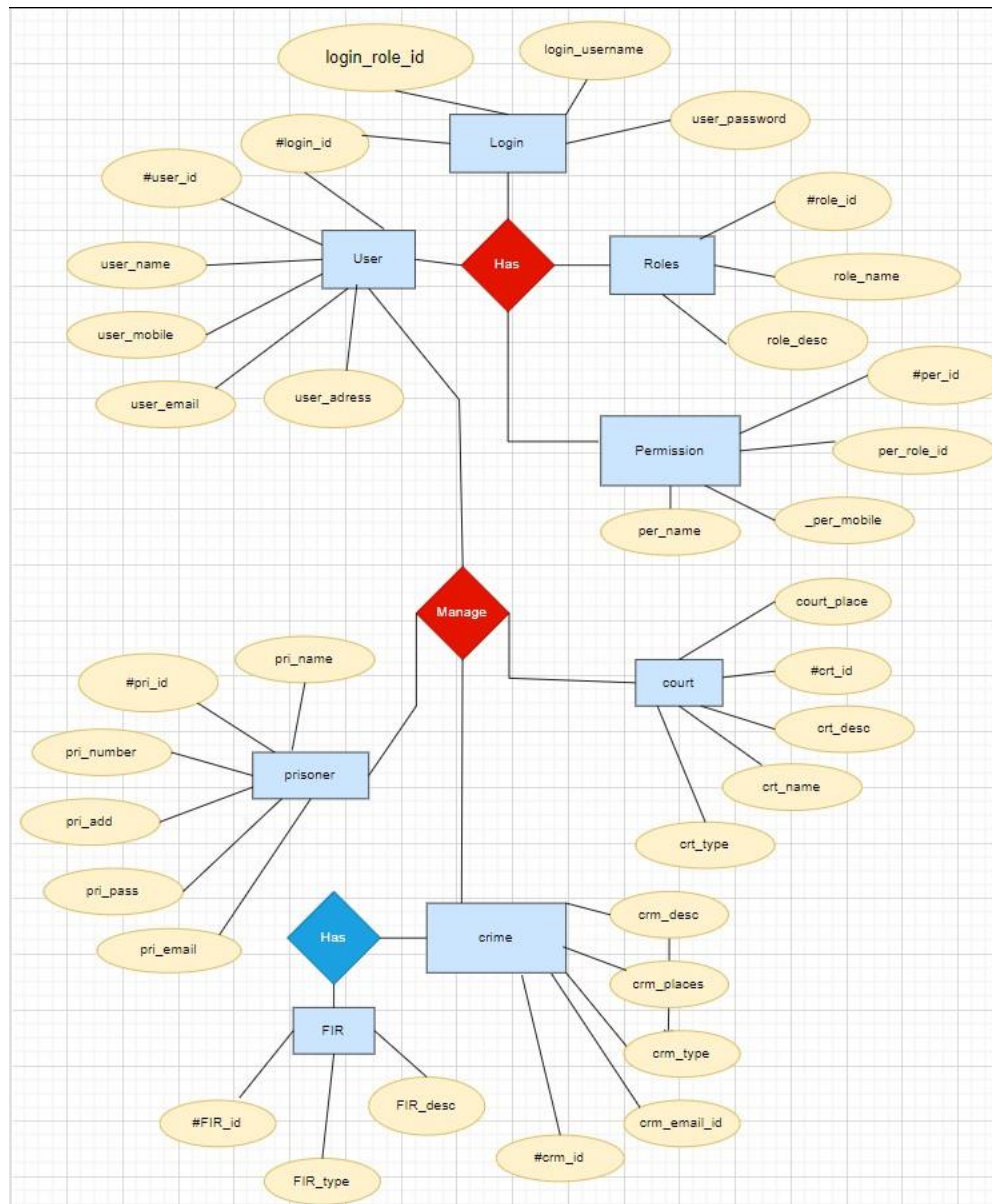 login_role_id
login_username
user_password
Login
#login_id
#user_id
#role_id
User
Has
Roles
user_name
role_name
user_mobile
role_desc
user_email
user_adress
#per_id
Permission
per_role_id
per_name
_per_mobile
Manage
court_place
pri_name
#pri_id
court
#crt_id
pri_number
prisoner
crt_desc
crt_name
pri_add
crt_type
pri_pass
crm_desc
Has
crime
pri_email
crm_places
FIR
crm_type
#FIR_id
FIR_desc
crm_email_id
#crm_id
FIR_type